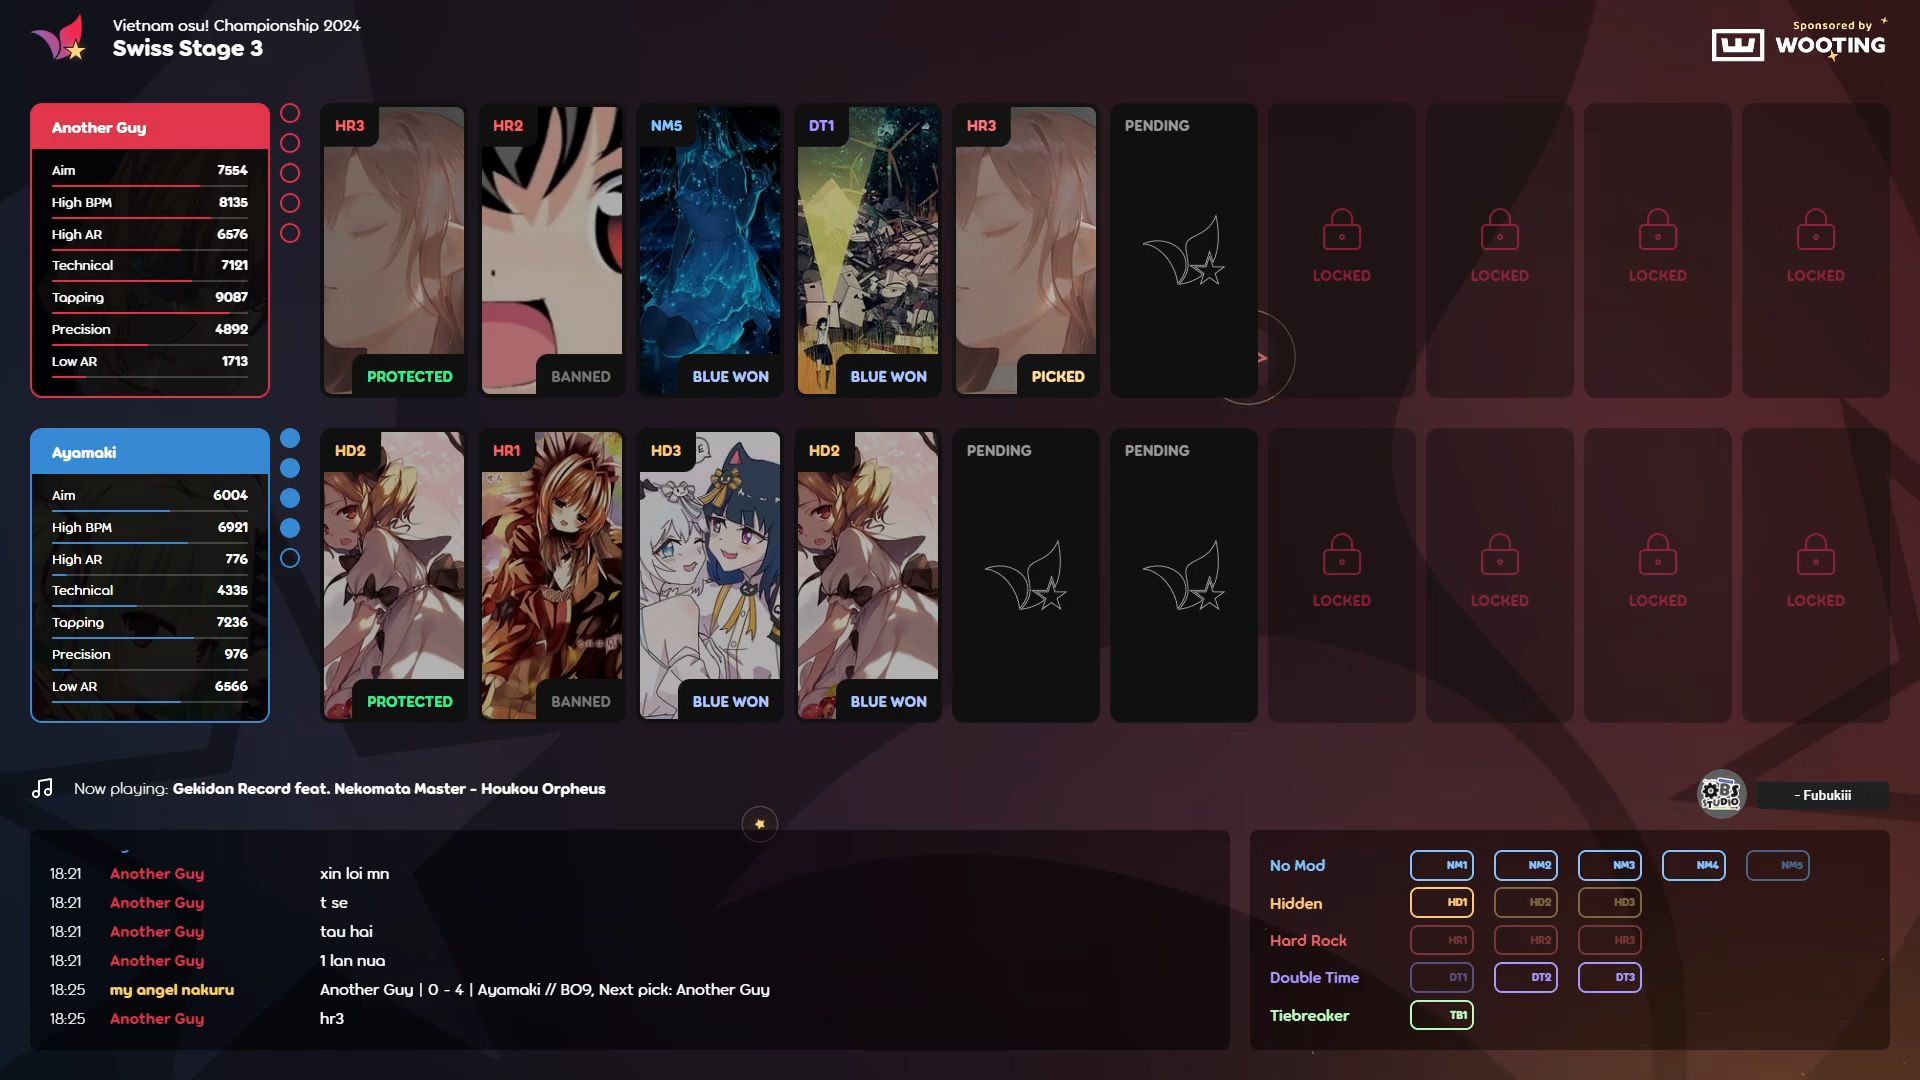 Vietnam osu! Championship 2024
Swiss Stage 3
Sponsored by
WOOTING
Another Guy
Aim 7554
High BPM 8135
High AR 6576
Technical 7121
Tapping 9087
Precision 4892
Low AR 1713
HR3
PROTECTED
HR2
BANNED
NM5
BLUE WON
DT1
BLUE WON
HR3
PICKED
PENDING
LOCKED
LOCKED
LOCKED
LOCKED
Ayamaki
Aim 6004
High BPM 6921
High AR 776
Technical 4335
Tapping 7236
Precision 976
Low AR 6566
HD2
PROTECTED
HR1
BANNED
HD3
BLUE WON
HD2
BLUE WON
PENDING
PENDING
LOCKED
LOCKED
LOCKED
LOCKED
Now playing: Gekidan Record feat. Nekomata Master - Houkou Orpheus
OBS
STUDIO
- Fubukiii
18:21 Another Guy xin loi mn
18:21 Another Guy t se
18:21 Another Guy tau hai
18:21 Another Guy 1 lan nua
18:25 my angel nakuru Another Guy | 0 - 4 | Ayamaki // BO9, Next pick: Another Guy
18:25 Another Guy hr3
No Mod NM1 NM2 NM3 NM4 NM5
Hidden HD1 HD2 HD3
Hard Rock HR1 HR2 HR3
Double Time DT1 DT2 DT3
Tiebreaker TB1